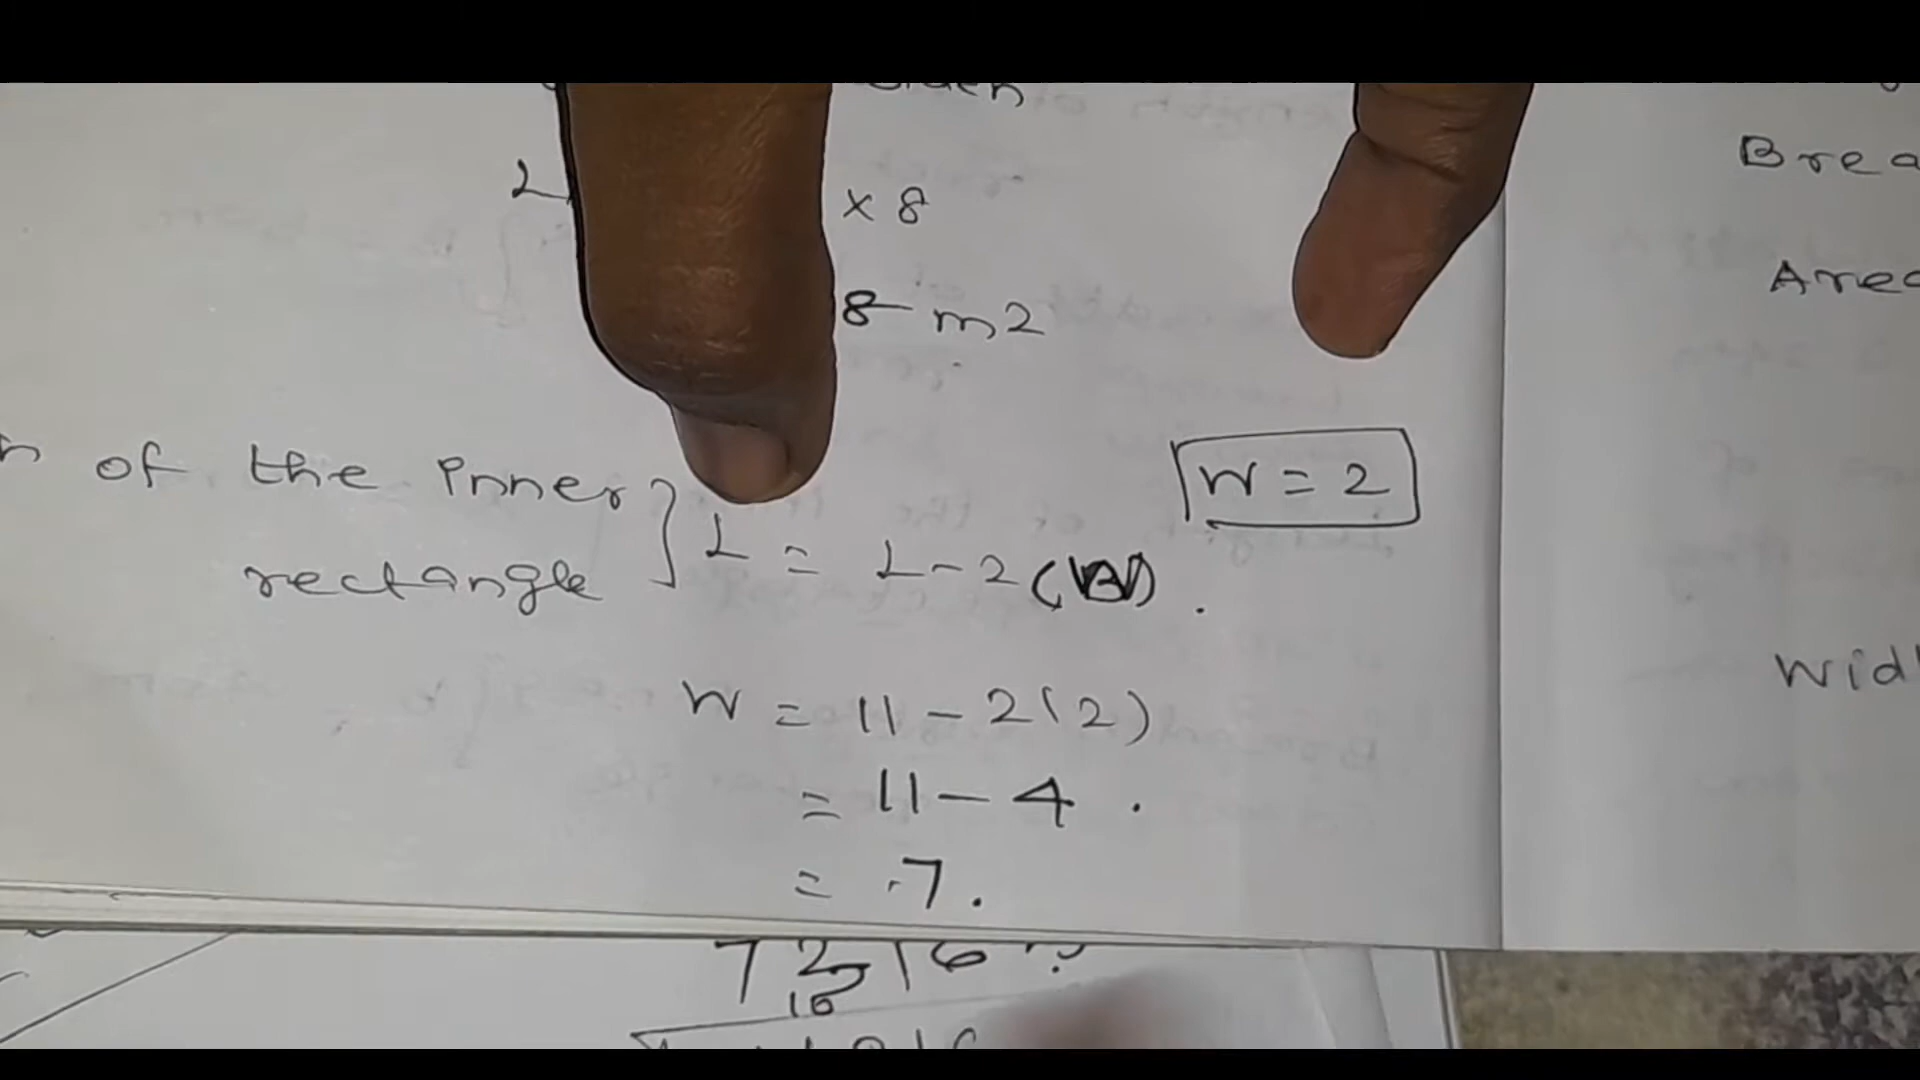 L × 8
8 m2
of the inner
rectangle } L = L - 2 ( ) .
W = 2
W = 11 - 2(2)
= 11 - 4 .
= 7 .
Brea
Area
Wid